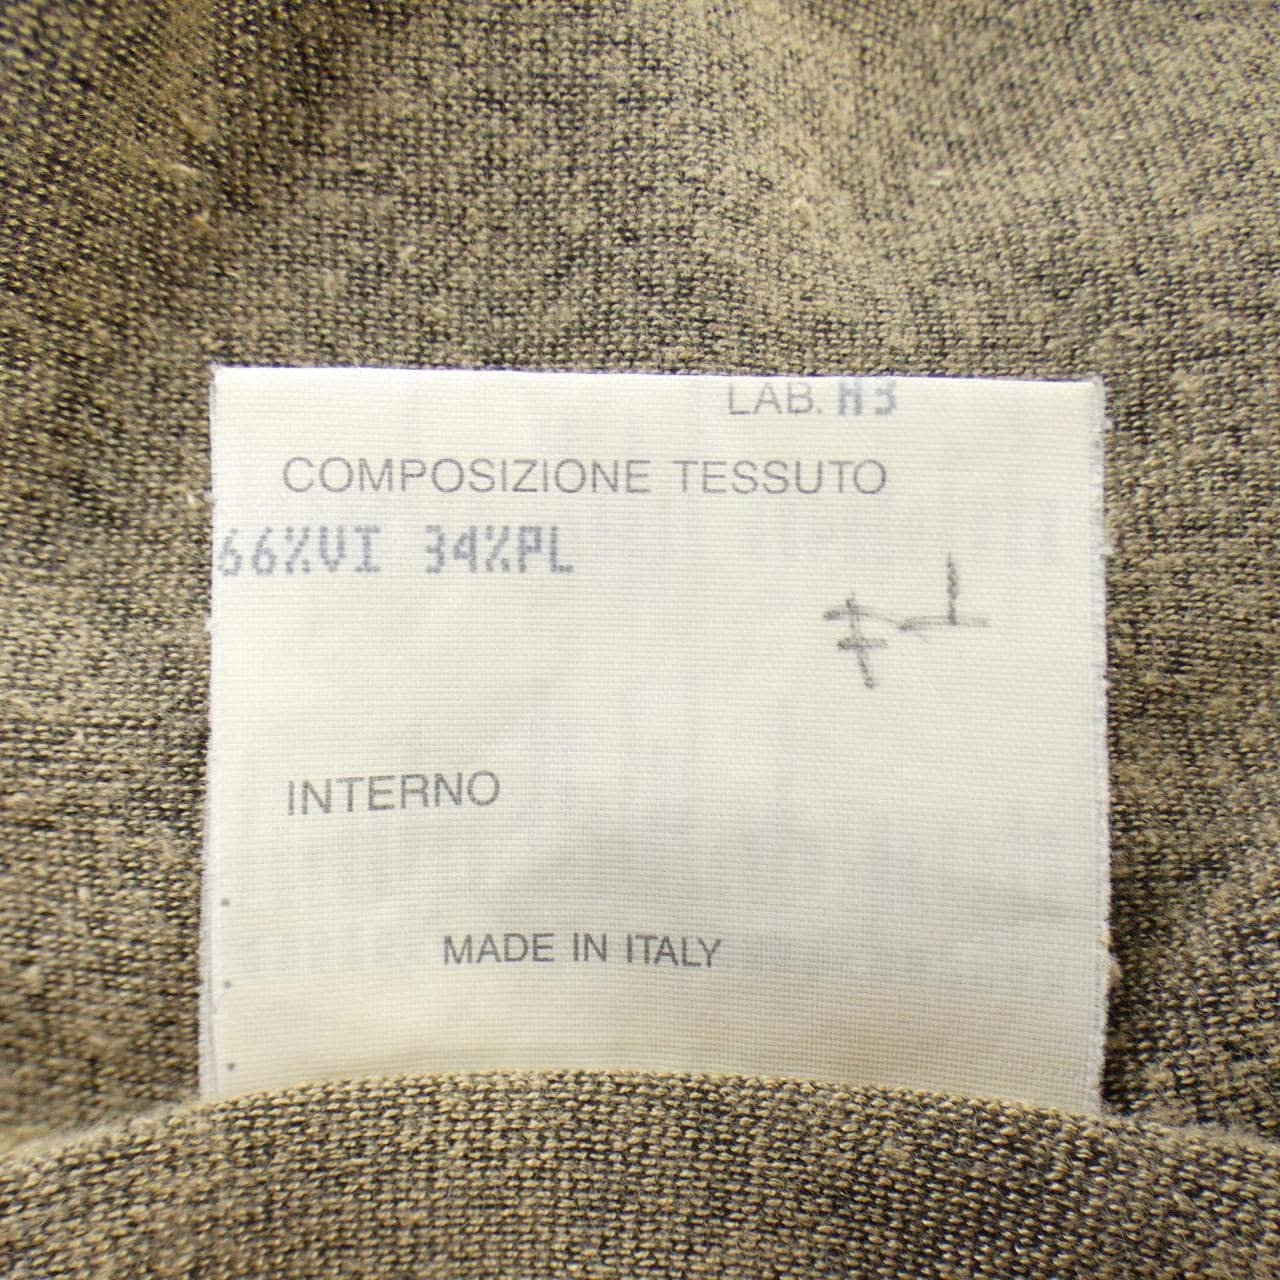 LAB. M3
COMPOSIZIONE TESSUTO
66%VI 34%PL
INTERNO
MADE IN ITALY